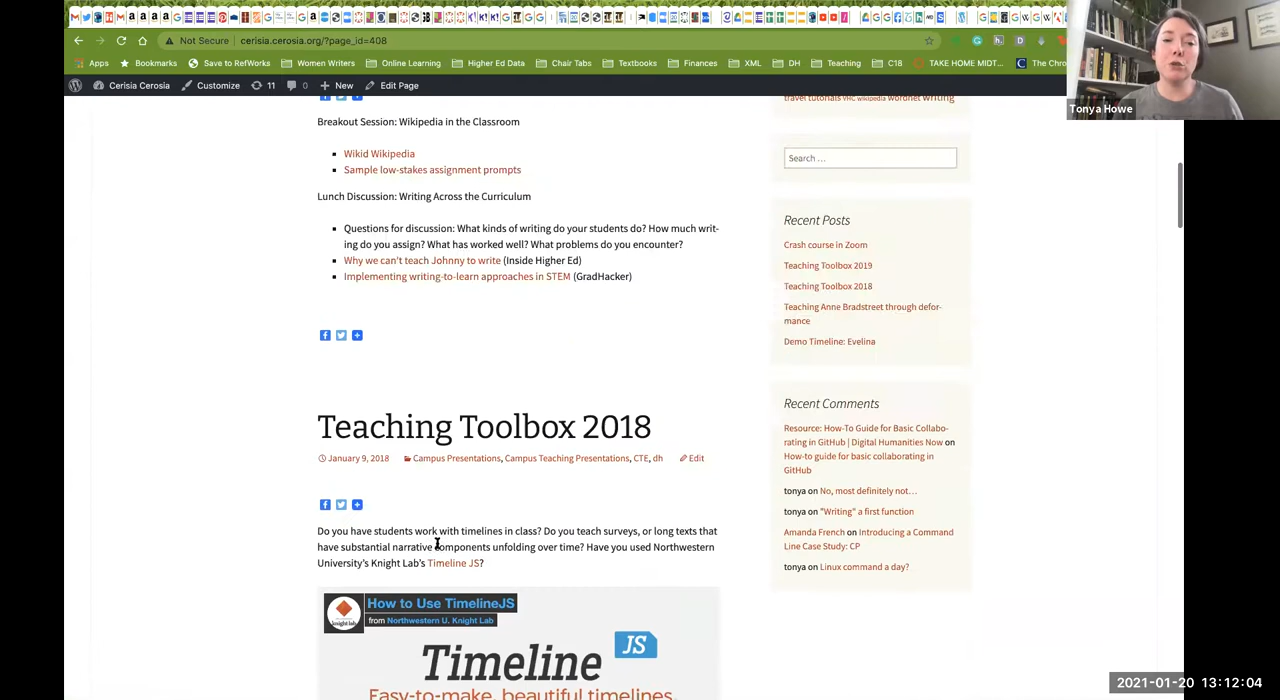 Not Secure | cerisia.cerosia.org/?page_id=408
Apps Bookmarks Save to RefWorks Women Writers Online Learning Higher Ed Data Chair Tabs Textbooks Finances XML DH Teaching C18 TAKE HOME MIDT... The Chro
Tonya Howe
Cerisia Cerosia Customize 11 0 New Edit Page
Breakout Session: Wikipedia in the Classroom
Wikid Wikipedia
Sample low-stakes assignment prompts
Lunch Discussion: Writing Across the Curriculum
Questions for discussion: What kinds of writing do your students do? How much writ-
ing do you assign? What has worked well? What problems do you encounter?
Why we can't teach Johnny to write (Inside Higher Ed)
Implementing writing-to-learn approaches in STEM (GradHacker)
Teaching Toolbox 2018
January 9, 2018 Campus Presentations, Campus Teaching Presentations, CTE, dh Edit
Do you have students work with timelines in class? Do you teach surveys, or long texts that
have substantial narrative components unfolding over time? Have you used Northwestern
University's Knight Lab's Timeline JS?
How to Use TimelineJS
from Northwestern U. Knight Lab
knight lab
Timeline JS
Easy-to-make, beautiful timelines.
travel tutorials VHC wikipedia wordnet writing
Search ...
Recent Posts
Crash course in Zoom
Teaching Toolbox 2019
Teaching Toolbox 2018
Teaching Anne Bradstreet through defor-
mance
Demo Timeline: Evelina
Recent Comments
Resource: How-To Guide for Basic Collabo-
rating in GitHub | Digital Humanities Now on
How-to guide for basic collaborating in
GitHub
tonya on No, most definitely not…
tonya on "Writing" a first function
Amanda French on Introducing a Command
Line Case Study: CP
tonya on Linux command a day?
2021-01-20 13:12:04